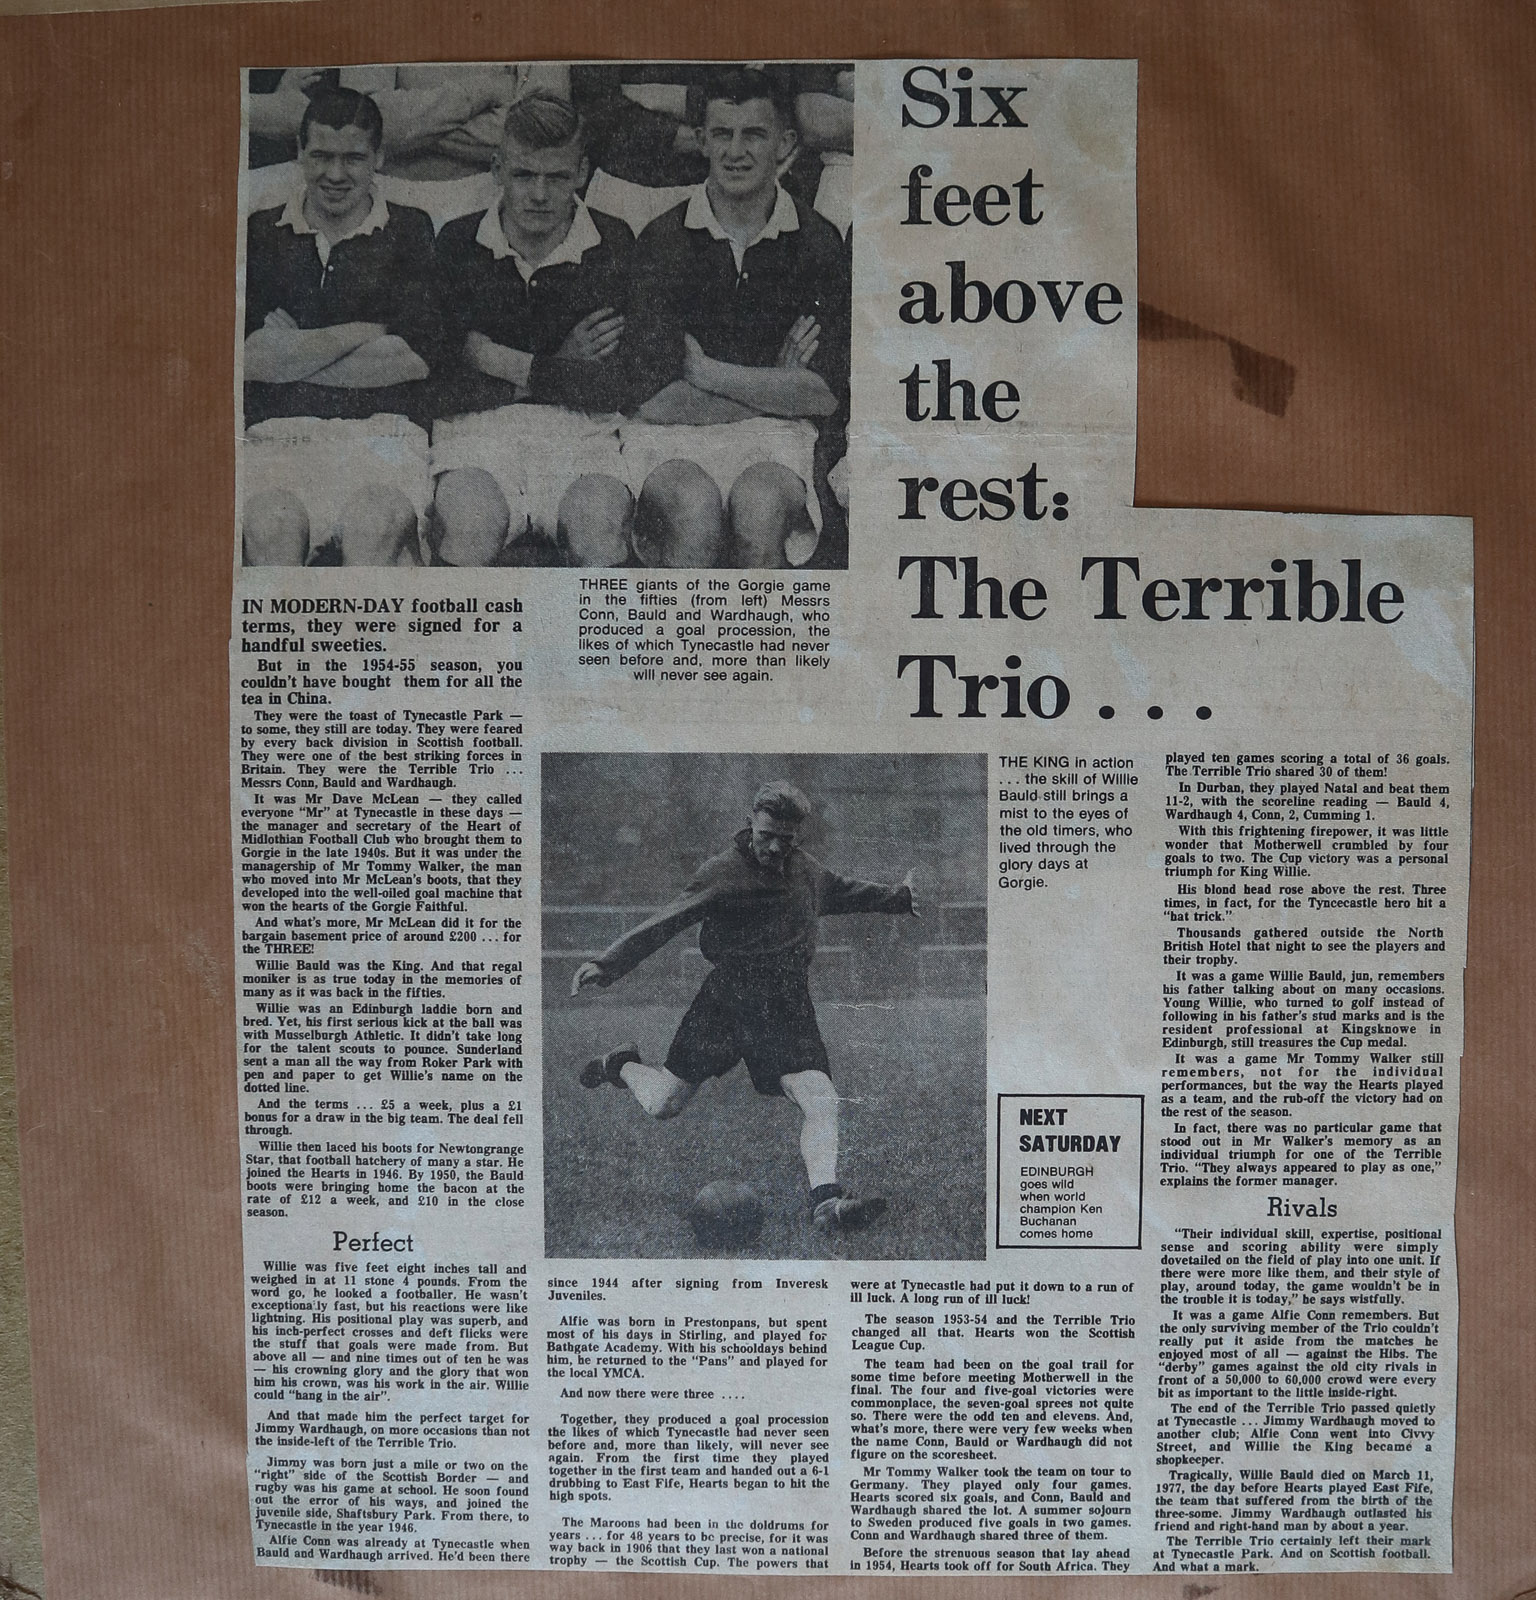 Six
feet
above
the
rest:
The Terrible
Trio . . .
THREE giants of the Gorgie game
in the fifties (from left) Messrs
Conn, Bauld and Wardhaugh, who
produced a goal procession, the
likes of which Tynecastle had never
seen before and, more than likely
will never see again.
IN MODERN-DAY football cash
terms, they were signed for a
handful sweeties.
But in the 1954-55 season, you
couldn't have bought them for all the
tea in China.
They were the toast of Tynecastle Park —
to some, they still are today. They were feared
by every back division in Scottish football.
They were one of the best striking forces in
Britain. They were the Terrible Trio ...
Messrs Conn, Bauld and Wardhaugh.
It was Mr Dave McLean — they called
everyone "Mr" at Tynecastle in these days —
the manager and secretary of the Heart of
Midlothian Football Club who brought them to
Gorgie in the late 1940s. But it was under the
managership of Mr Tommy Walker, the man
who moved into Mr McLean's boots, that they
developed into the well-oiled goal machine that
won the hearts of the Gorgie Faithful.
And what's more, Mr McLean did it for the
bargain basement price of around £200 ... for
the THREE!
Willie Bauld was the King. And that regal
moniker is as true today in the memories of
many as it was back in the fifties.
Willie was an Edinburgh laddie born and
bred. Yet, his first serious kick at the ball was
with Musselburgh Athletic. It didn't take long
for the talent scouts to pounce. Sunderland
sent a man all the way from Roker Park with
pen and paper to get Willie's name on the
dotted line.
And the terms ... £5 a week, plus a £1
bonus for a draw in the big team. The deal fell
through.
Willie then laced his boots for Newtongrange
Star, that football hatchery of many a star. He
joined the Hearts in 1946. By 1950, the Bauld
boots were bringing home the bacon at the
rate of £12 a week, and £10 in the close
season.
Perfect
Willie was five feet eight inches tall and
weighed in at 11 stone 4 pounds. From the
word go, he looked a footballer. He wasn't
exceptionally fast, but his reactions were like
lightning. His positional play was superb, and
his inch-perfect crosses and deft flicks were
the stuff that goals were made from. But
above all — and nine times out of ten he was
— his crowning glory and the glory that won
him his crown, was his work in the air. Willie
could "hang in the air".
And that made him the perfect target for
Jimmy Wardhaugh, on more occasions than not
the inside-left of the Terrible Trio.
Jimmy was born just a mile or two on the
"right" side of the Scottish Border — and
rugby was his game at school. He soon found
out the error of his ways, and joined the
juvenile side, Shaftsbury Park. From there, to
Tynecastle in the year 1946.
Alfie Conn was already at Tynecastle when
Bauld and Wardhaugh arrived. He'd been there
since 1944 after signing from Inveresk
Juveniles.
Alfie was born in Prestonpans, but spent
most of his days in Stirling, and played for
Bathgate Academy. With his schooldays behind
him, he returned to the "Pans" and played for
the local YMCA.
And now there were three ....
Together, they produced a goal procession
the likes of which Tynecastle had never seen
before and, more than likely, will never see
again. From the first time they played
together in the first team and handed out a 6-1
drubbing to East Fife, Hearts began to hit the
high spots.
The Maroons had been in the doldrums for
years ... for 48 years to be precise, for it was
way back in 1906 that they last won a national
trophy — the Scottish Cup. The powers that
were at Tynecastle had put it down to a run of
ill luck. A long run of ill luck!
The season 1953-54 and the Terrible Trio
changed all that. Hearts won the Scottish
League Cup.
The team had been on the goal trail for
some time before meeting Motherwell in the
final. The four and five-goal victories were
commonplace, the seven-goal sprees not quite
so. There were the odd ten and elevens. And,
what's more, there were very few weeks when
the name Conn, Bauld or Wardhaugh did not
figure on the scoresheet.
Mr Tommy Walker took the team on tour to
Germany. They played only four games.
Hearts scored six goals, and Conn, Bauld and
Wardhaugh shared the lot. A summer sojourn
to Sweden produced five goals in two games.
Conn and Wardhaugh shared three of them.
Before the strenuous season that lay ahead
in 1954, Hearts took off for South Africa. They
THE KING in action
. . . the skill of Willie
Bauld still brings a
mist to the eyes of
the old timers, who
lived through the
glory days at
Gorgie.
NEXT
SATURDAY
EDINBURGH
goes wild
when world
champion Ken
Buchanan
comes home
played ten games scoring a total of 36 goals.
The Terrible Trio shared 30 of them!
In Durban, they played Natal and beat them
11-2, with the scoreline reading — Bauld 4,
Wardhaugh 4, Conn, 2, Cumming 1.
With this frightening firepower, it was little
wonder that Motherwell crumbled by four
goals to two. The Cup victory was a personal
triumph for King Willie.
His blond head rose above the rest. Three
times, in fact, for the Tyncecastle hero hit a
"hat trick."
Thousands gathered outside the North
British Hotel that night to see the players and
their trophy.
It was a game Willie Bauld, jun, remembers
his father talking about on many occasions.
Young Willie, who turned to golf instead of
following in his father's stud marks and is the
resident professional at Kingsknowe in
Edinburgh, still treasures the Cup medal.
It was a game Mr Tommy Walker still
remembers, not for the individual
performances, but the way the Hearts played
as a team, and the rub-off the victory had on
the rest of the season.
In fact, there was no particular game that
stood out in Mr Walker's memory as an
individual triumph for one of the Terrible
Trio. "They always appeared to play as one,"
explains the former manager.
Rivals
"Their individual skill, expertise, positional
sense and scoring ability were simply
dovetailed on the field of play into one unit. If
there were more like them, and their style of
play, around today, the game wouldn't be in
the trouble it is today," he says wistfully.
It was a game Alfie Conn remembers. But
the only surviving member of the Trio couldn't
really put it aside from the matches he
enjoyed most of all — against the Hibs. The
"derby" games against the old city rivals in
front of a 50,000 to 60,000 crowd were every
bit as important to the little inside-right.
The end of the Terrible Trio passed quietly
at Tynecastle ... Jimmy Wardhaugh moved to
another club; Alfie Conn went into Civvy
Street, and Willie the King became a
shopkeeper.
Tragically, Willie Bauld died on March 11,
1977, the day before Hearts played East Fife,
the team that suffered from the birth of the
three-some. Jimmy Wardhaugh outlasted his
friend and right-hand man by about a year.
The Terrible Trio certainly left their mark
at Tynecastle Park. And on Scottish football.
And what a mark.